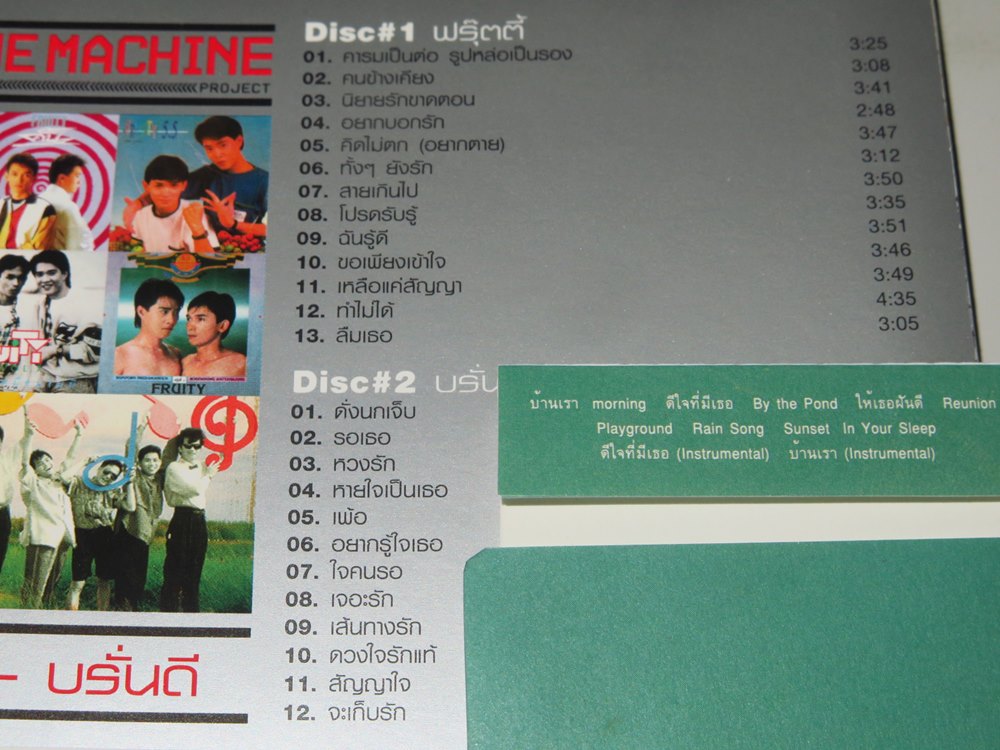 E MACHINE
PROJECT
FRUITY
- บรั่นดี
Disc#1 ฟรุ๊ตตี้
01. คารมเป็นต่อ รูปหล่อเป็นรอง 3:25
02. คนข้างเคียง 3:08
03. นิยายรักขาดตอน 3:41
04. อยากบอกรัก 2:48
05. คิดไม่ตก (อยากตาย) 3:47
06. ทั้งๆ ยังรัก 3:12
07. สายเกินไป 3:50
08. โปรดรับรู้ 3:35
09. ฉันรู้ดี 3:51
10. ขอเพียงเข้าใจ 3:46
11. เหลือแค่สัญญา 3:49
12. ทำไม่ได้ 4:35
13. ลืมเธอ 3:05
Disc#2 บรั่น
01. ดั่งนกเจ็บ
02. รอเธอ
03. หวงรัก
04. หายใจเป็นเธอ
05. เพ้อ
06. อยากรู้ใจเธอ
07. ใจคนรอ
08. เจอะรัก
09. เส้นทางรัก
10. ดวงใจรักแท้
11. สัญญาใจ
12. จะเก็บรัก
บ้านเรา morning ดีใจที่มีเธอ By the Pond ให้เธอฝันดี Reunion
Playground Rain Song Sunset In Your Sleep
ดีใจที่มีเธอ (Instrumental) บ้านเรา (Instrumental)